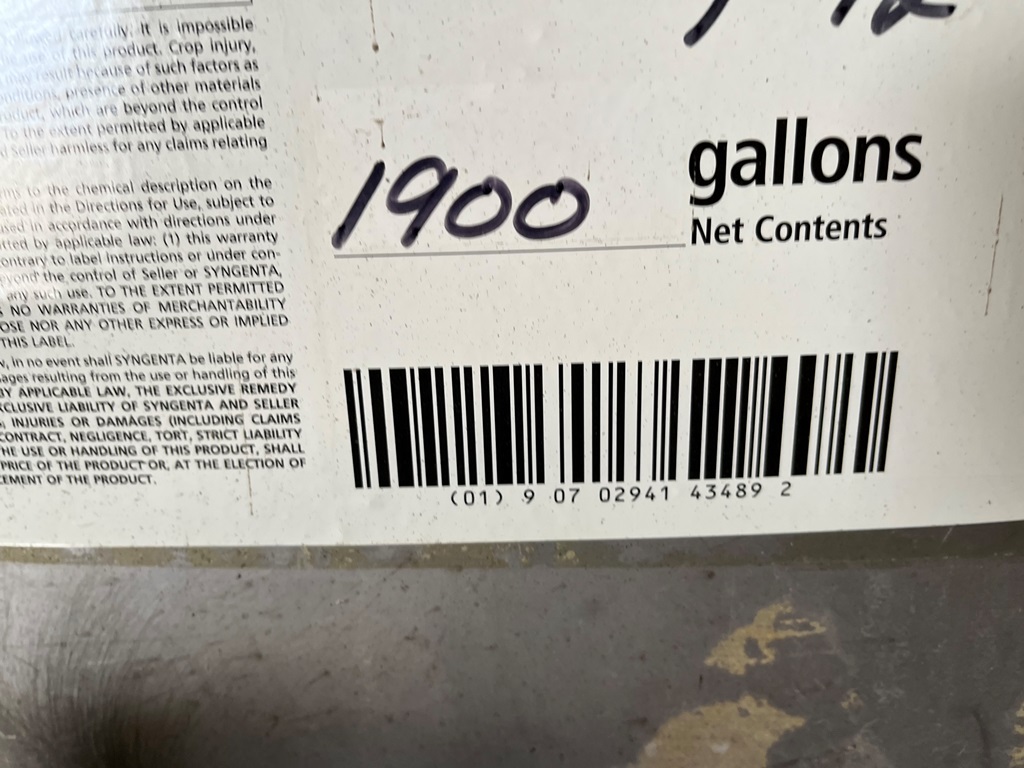 carefully. It is impossible
this product. Crop injury,
may result because of such factors as
presence of other materials
which are beyond the control
To the extent permitted by applicable
Seller harmless for any claims relating
to the chemical description on the
in the Directions for Use, subject to
used in accordance with directions under
by applicable law: (1) this warranty
to label instructions or under con-
the control of Seller or SYNGENTA,
any such use. TO THE EXTENT PERMITTED
NO WARRANTIES OF MERCHANTABILITY
NOR ANY OTHER EXPRESS OR IMPLIED
THIS LABEL.
in no event shall SYNGENTA be liable for any
resulting from the use or handling of this
BY APPLICABLE LAW, THE EXCLUSIVE REMEDY
LIABILITY OF SYNGENTA AND SELLER
INJURIES OR DAMAGES (INCLUDING CLAIMS
CONTRACT, NEGLIGENCE, TORT, STRICT LIABILITY
USE OR HANDLING OF THIS PRODUCT, SHALL
PRICE OF THE PRODUCT OR, AT THE ELECTION OF
OF THE PRODUCT.
1900 gallons
Net Contents
(01) 9 07 02941 43489 2